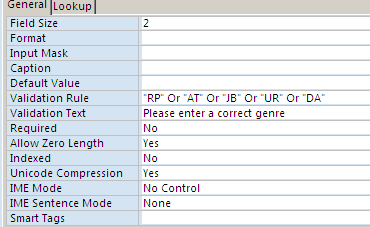 General Lookup
Field Size 2
Format
Input Mask
Caption
Default Value
Validation Rule "RP" Or "AT" Or "JB" Or "UR" Or "DA"
Validation Text Please enter a correct genre
Required No
Allow Zero Length Yes
Indexed No
Unicode Compression Yes
IME Mode No Control
IME Sentence Mode None
Smart Tags